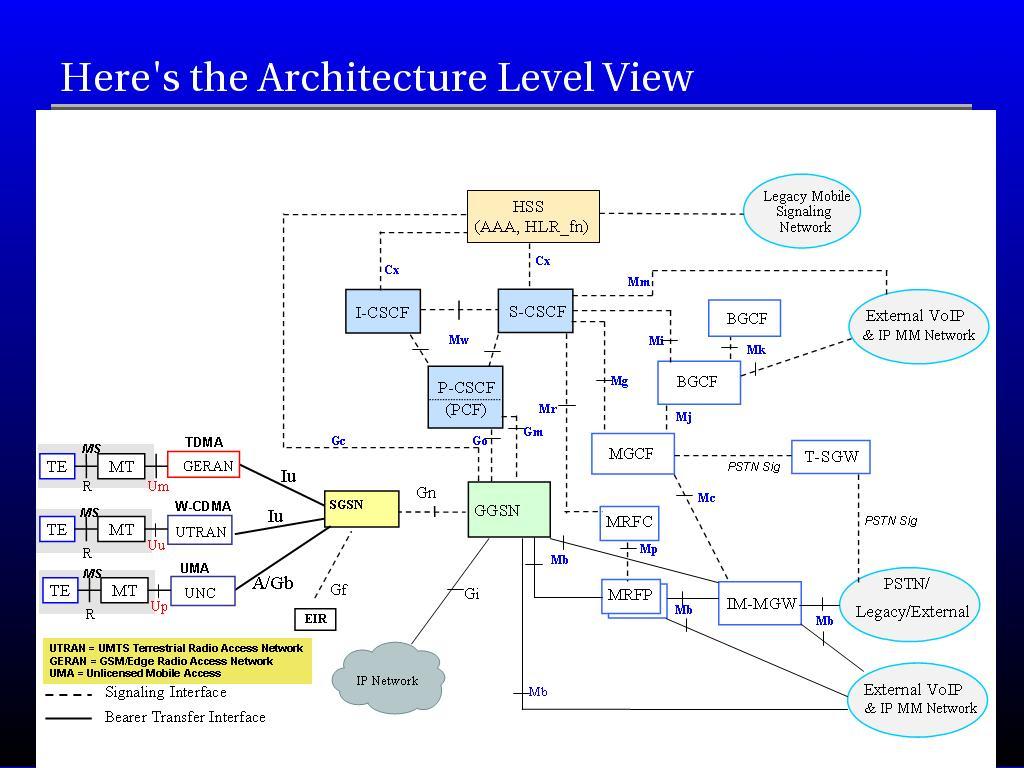 Here's the Architecture Level View
HSS
(AAA, HLR_fn)
Legacy Mobile
Signaling
Network
Cx
Cx
Mm
I-CSCF
S-CSCF
BGCF
External VoIP
& IP MM Network
Mw
Mi
Mk
P-CSCF
(PCF)
BGCF
Mg
Mr
Mj
Gm
Gc
Go
MGCF
PSTN Sig
T-SGW
MS
TDMA
TE
MT
GERAN
R
Um
Iu
Gn
SGSN
GGSN
Mc
MS
W-CDMA
TE
MT
UTRAN
R
Uu
Iu
MRFC
PSTN Sig
Mp
Mb
MS
UMA
TE
MT
UNC
R
Up
A/Gb
Gf
Gi
EIR
MRFP
Mb
IM-MGW
Mb
PSTN/
Legacy/External
UTRAN = UMTS Terrestrial Radio Access Network
GERAN = GSM/Edge Radio Access Network
UMA = Unlicensed Mobile Access
IP Network
Mb
External VoIP
& IP MM Network
Signaling Interface
Bearer Transfer Interface